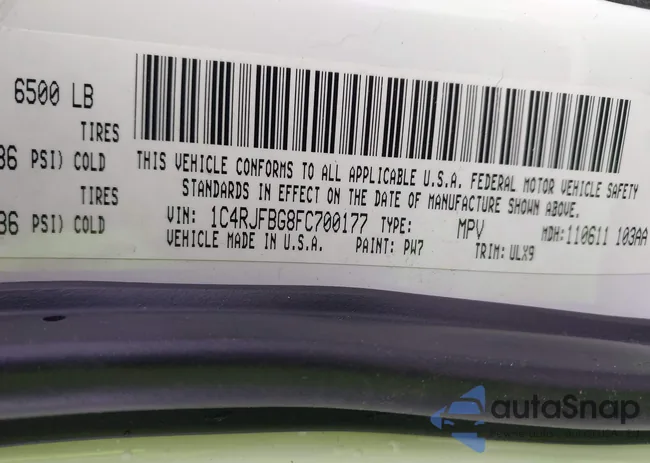 6500 LB
TIRES
36 PSI) COLD
TIRES
36 PSI) COLD
THIS VEHICLE CONFORMS TO ALL APPLICABLE U.S.A. FEDERAL MOTOR VEHICLE SAFETY
STANDARDS IN EFFECT ON THE DATE OF MANUFACTURE SHOWN ABOVE.
VIN: 1C4RJFBG8FC700177 TYPE: MPV MDH:110611 103AA
VEHICLE MADE IN U.S.A. PAINT: PW7 TRIM: ULX9
autoSnap